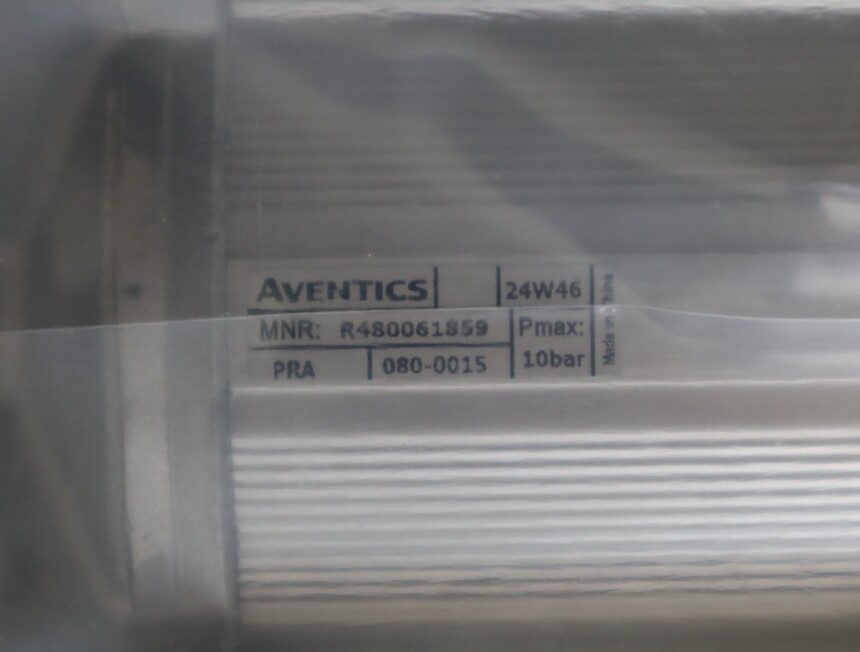 AVENTICS 24W46
MNR: R480061859 Pmax:
PRA 080-0015 10bar
Made in China